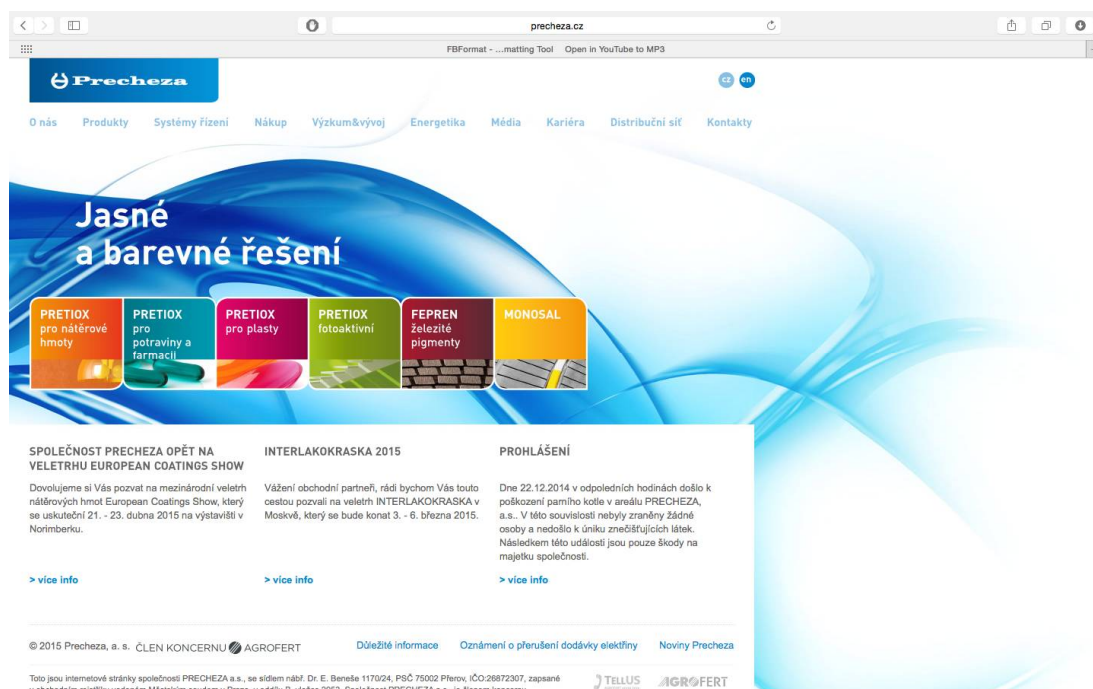 precheza.cz
FBFormat - ...matting Tool Open in YouTube to MP3
Precheza
cz en
O nás Produkty Systémy řízení Nákup Výzkum&vývoj Energetika Média Kariéra Distribuční síť Kontakty
Jasné
a barevné řešení
PRETIOX
pro nátěrové
hmoty
PRETIOX
pro
potraviny a
farmacii
PRETIOX
pro plasty
PRETIOX
fotoaktivní
FEPREN
železité
pigmenty
MONOSAL
SPOLEČNOST PRECHEZA OPĚT NA
VELETRHU EUROPEAN COATINGS SHOW
Dovolujeme si Vás pozvat na mezinárodní veletrh
nátěrových hmot European Coatings Show, který
se uskuteční 21. - 23. dubna 2015 na výstavišti v
Norimberku.
> více info
INTERLAKOKRASKA 2015
Vážení obchodní partneři, rádi bychom Vás touto
cestou pozvali na veletrh INTERLAKOKRASKA v
Moskvě, který se bude konat 3. - 6. března 2015.
> více info
PROHLÁŠENÍ
Dne 22.12.2014 v odpoledních hodinách došlo k
poškození parního kotle v areálu PRECHEZA,
a.s.. V této souvislosti nebyly zraněny žádné
osoby a nedošlo k úniku znečišťujících látek.
Následkem této události jsou pouze škody na
majetku společnosti.
> více info
© 2015 Precheza, a. s. ČLEN KONCERNU AGROFERT
Důležité informace Oznámení o přerušení dodávky elektřiny Noviny Precheza
Toto jsou internetové stránky společnosti PRECHEZA a.s., se sídlem nábř. Dr. E. Beneše 1170/24, PSČ 75002 Přerov, IČO:26872307, zapsané
TELLUS AGROFERT